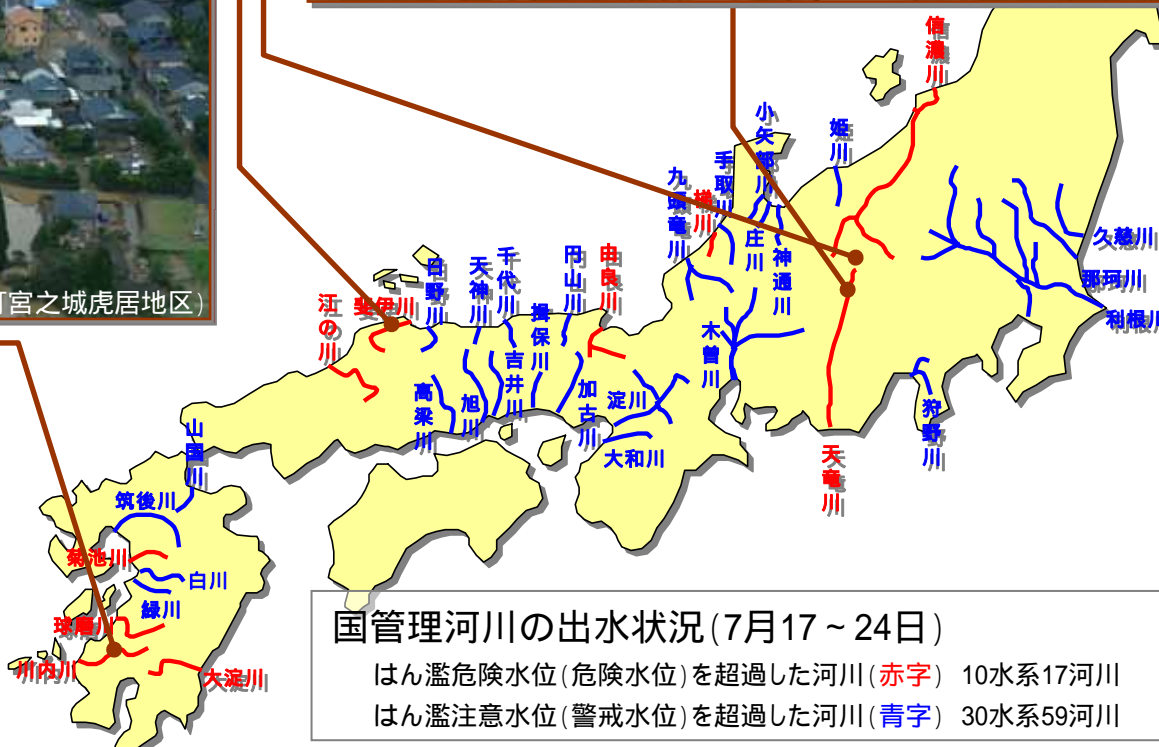 町宮之城虎居地区)
信濃川
姫川
小矢部川
手取川
九頭竜川
梯川
庄川
神通川
久慈川
那珂川
利根川
円山川
由良川
千代川
天神川
日野川
斐伊川
江の川
揖保川
吉井川
木曽川
加古川
淀川
旭川
高梁川
大和川
狩野川
天竜川
山国川
筑後川
菊池川
白川
緑川
球磨川
川内川
大淀川
国管理河川の出水状況(7月17~24日)
はん濫危険水位(危険水位)を超過した河川(赤字) 10水系17河川
はん濫注意水位(警戒水位)を超過した河川(青字) 30水系59河川